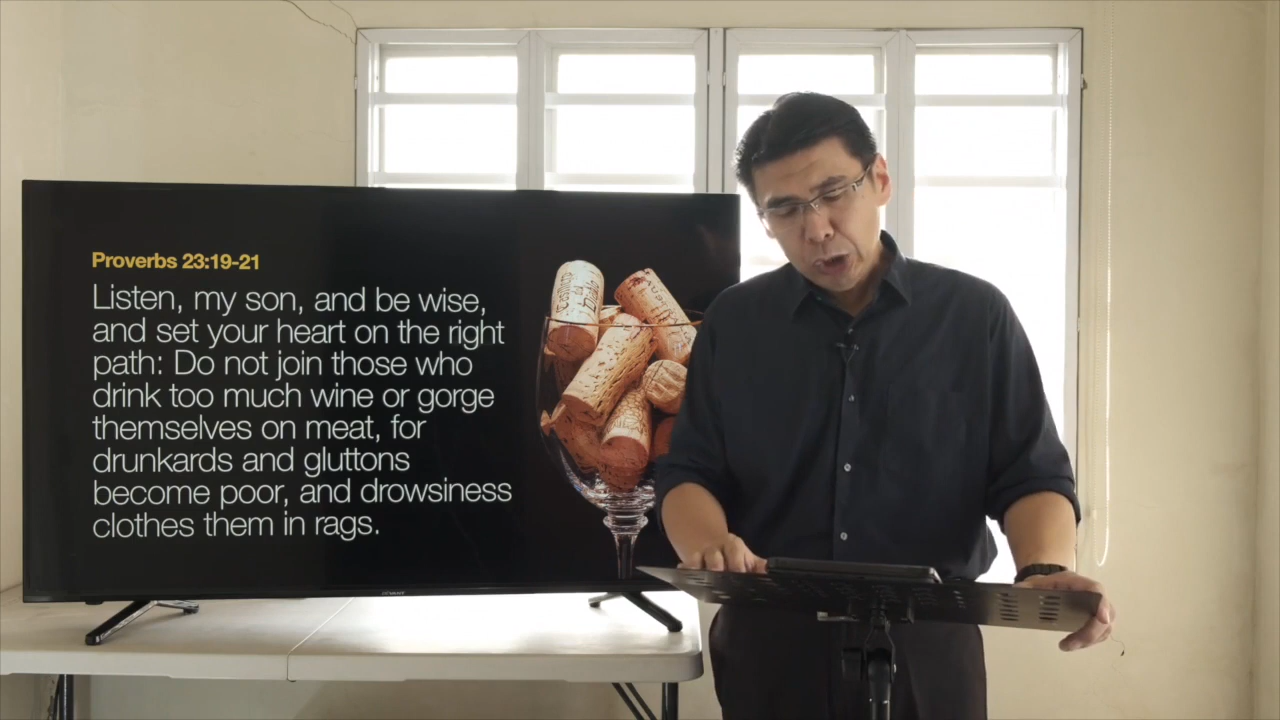 Proverbs 23:19-21
Listen, my son, and be wise,
and set your heart on the right
path: Do not join those who
drink too much wine or gorge
themselves on meat, for
drunkards and gluttons
become poor, and drowsiness
clothes them in rags.